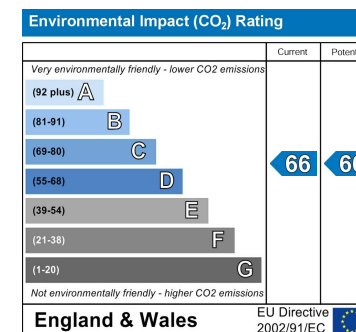 Environmental Impact (CO₂) Rating
Current Potent
Very environmentally friendly - lower CO2 emissions
(92 plus) A
(81-91) B
(69-80) C
66 66
(55-68) D
(39-54) E
(21-38) F
(1-20) G
Not environmentally friendly - higher CO2 emissions
England & Wales
EU Directive
2002/91/EC